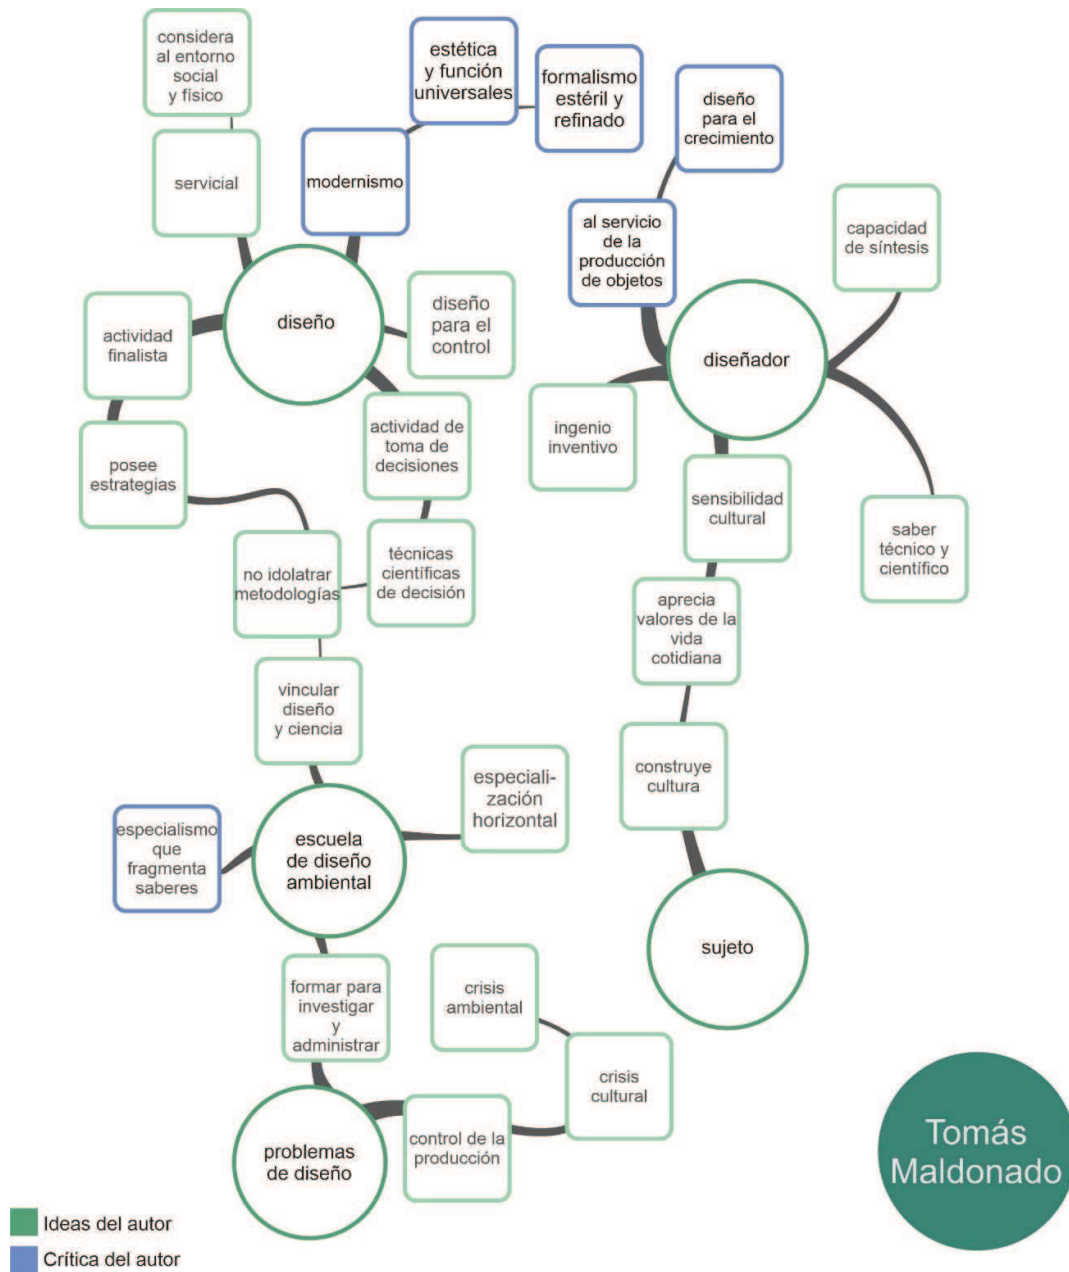 considera
al entorno
social
y físico
estética
y función
universales
formalismo
estéril y
refinado
diseño
para el
crecimiento
servicial
modernismo
al servicio
de la
producción
de objetos
capacidad
de síntesis
diseño
diseño
para el
control
actividad
finalista
diseñador
actividad de
toma de
decisiones
ingenio
inventivo
posee
estrategias
sensibilidad
cultural
saber
técnico y
científico
no idolatrar
metodologías
técnicas
científicas
de decisión
aprecia
valores de la
vida
cotidiana
vincular
diseño
y ciencia
construye
cultura
especiali-
zación
horizontal
especialismo
que
fragmenta
saberes
escuela
de diseño
ambiental
sujeto
formar para
investigar
y
administrar
crisis
ambiental
crisis
cultural
control de la
producción
problemas
de diseño
Tomás
Maldonado
Ideas del autor
Crítica del autor